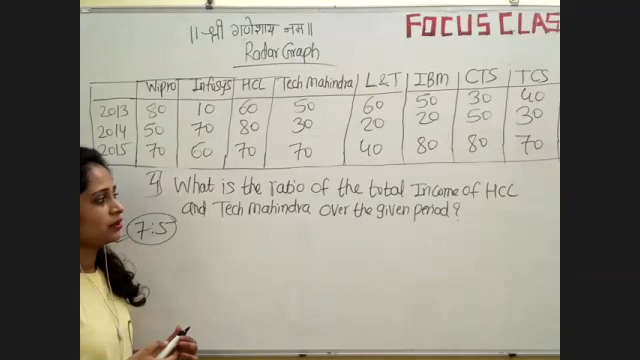 ॥ श्री गणेशाय नम ॥
FOCUS CLAS
Radar Graph
Wipro Infosys HCL Tech Mahindra L&T IBm CTS TCS
2013 80 10 60 50 60 50 30 40
2014 50 70 80 30 20 20 50 30
2015 70 60 70 70 40 80 80 70
4) What is the ratio of the total Income of HCL
and Tech Mahindra over the given period?
7:5